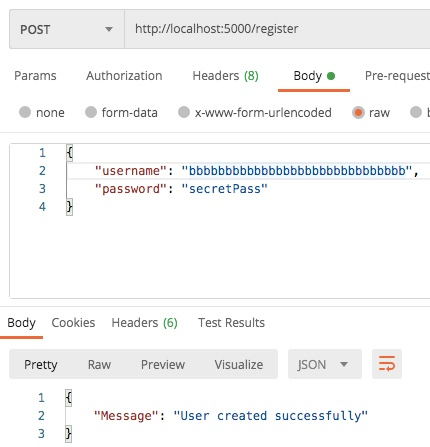 POST http://localhost:5000/register
Params Authorization Headers (8) Body Pre-request
none form-data x-www-form-urlencoded raw
1 {
2 "username": "bbbbbbbbbbbbbbbbbbbbbbbbbbbbbb",
3 "password": "secretPass"
4 }
Body Cookies Headers (6) Test Results
Pretty Raw Preview Visualize JSON
1 {
2 "Message": "User created successfully"
3 }